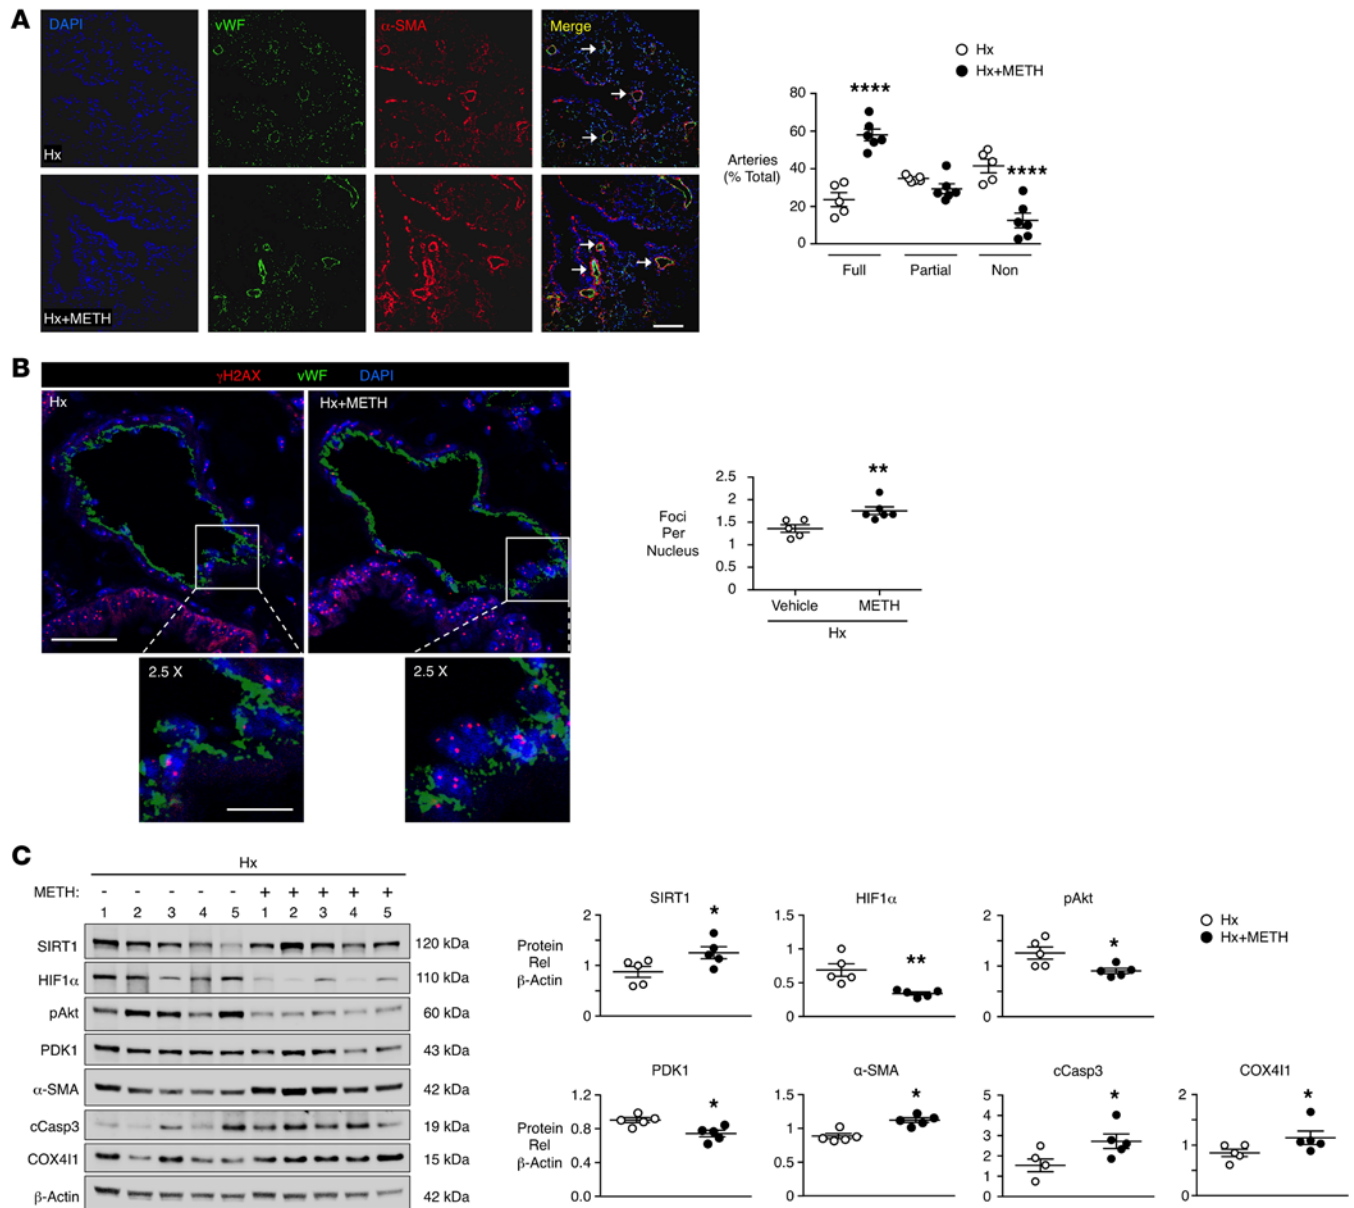 A
DAPI
vWF
α-SMA
Merge
Hx
Hx+METH
Hx
Hx+METH
****
****
80
60
40
20
0
Arteries
(% Total)
Full
Partial
Non
B
γH2AX vWF DAPI
Hx
Hx+METH
2.5 X
2.5 X
**
2.5
2
1.5
1
0.5
0
Foci
Per
Nucleus
Vehicle
METH
Hx
C
Hx
METH: - - - - - + + + + +
1 2 3 4 5 1 2 3 4 5
SIRT1 120 kDa
HIF1α 110 kDa
pAkt 60 kDa
PDK1 43 kDa
α-SMA 42 kDa
cCasp3 19 kDa
COX4I1 15 kDa
β-Actin 42 kDa
Protein
Rel
β-Actin
SIRT1
*
2
1
0
HIF1α
**
1.5
1
0.5
0
pAkt
*
2
1
0
Hx
Hx+METH
Protein
Rel
β-Actin
PDK1
*
1.2
0.8
0.4
0.0
α-SMA
*
1.5
1
0.5
0
cCasp3
*
5
4
3
2
1
0
COX4I1
*
2
1
0